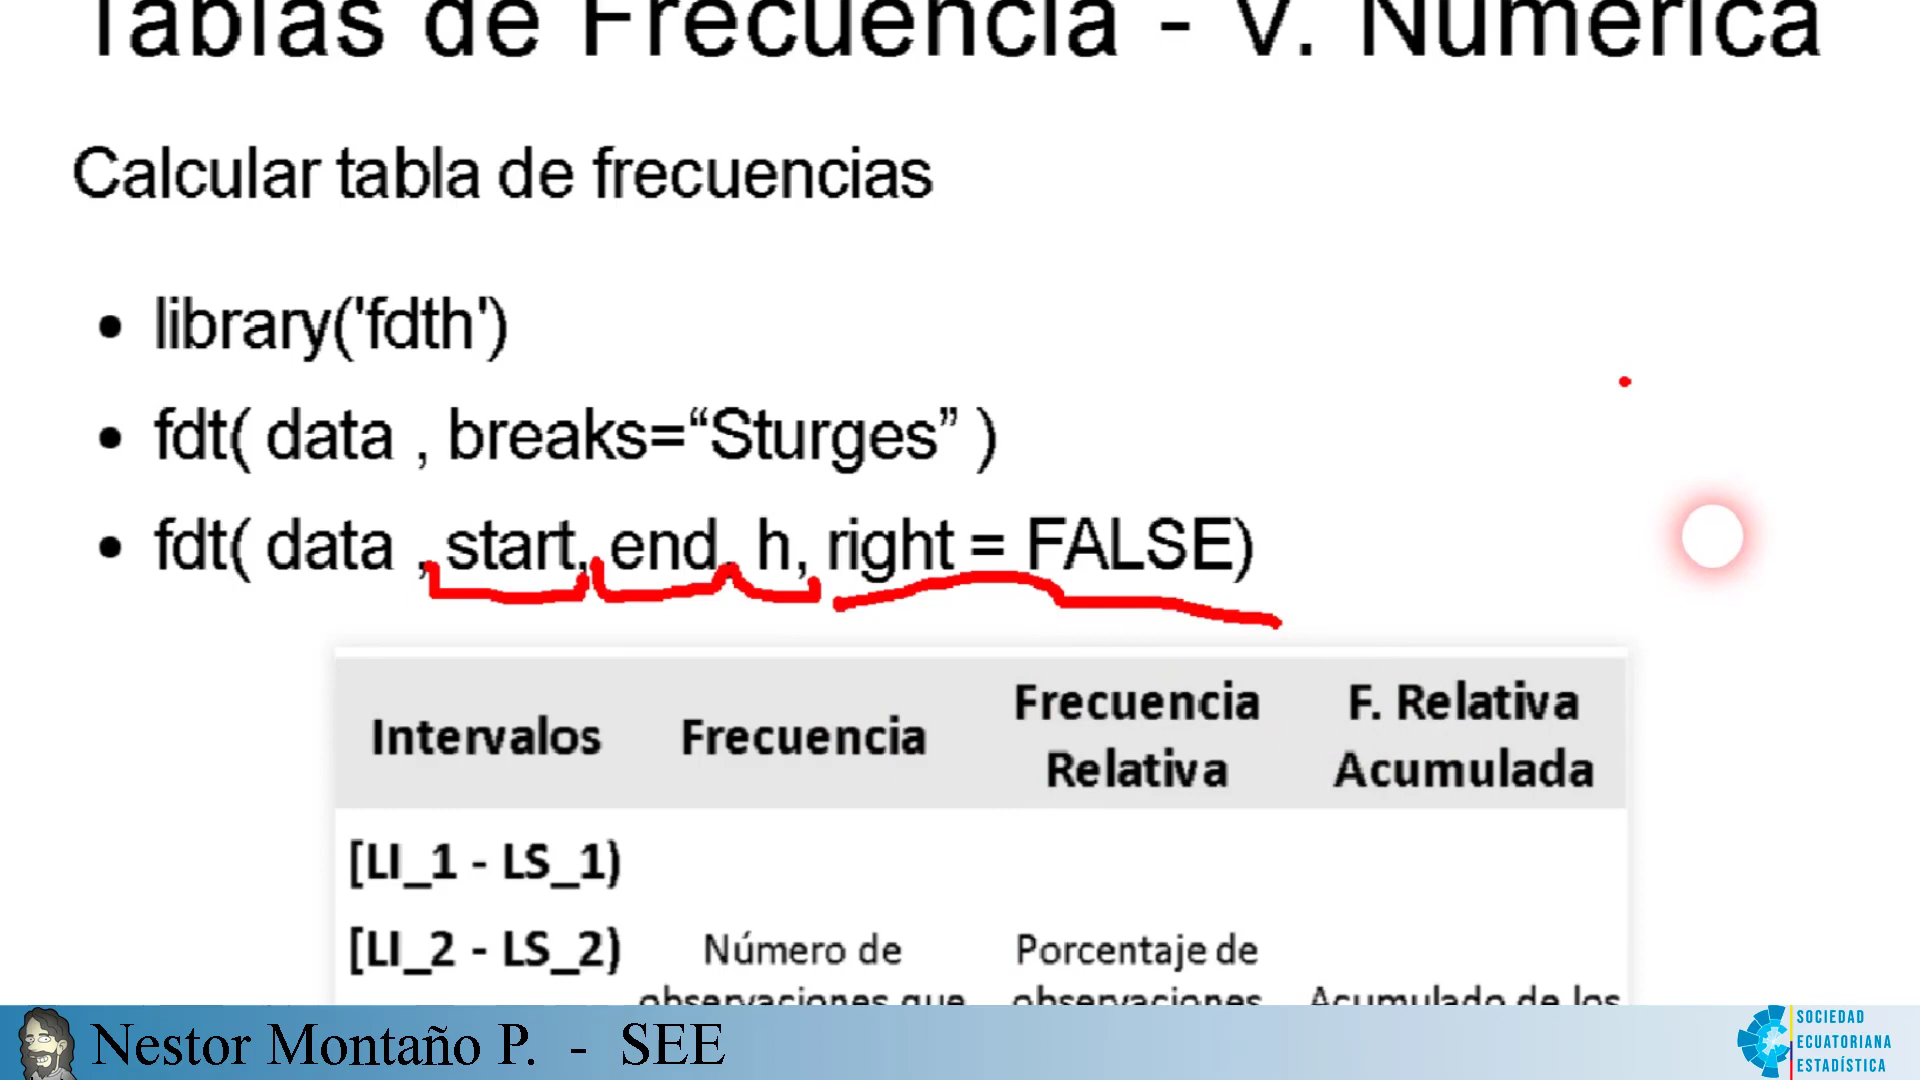 Tablas de Frecuencia - V. Numérica
Calcular tabla de frecuencias
• library('fdth')
• fdt( data , breaks=“Sturges” )
• fdt( data , start, end, h, right = FALSE)
Intervalos Frecuencia Frecuencia Relativa F. Relativa Acumulada
[LI_1 - LS_1)
[LI_2 - LS_2) Número de Porcentaje de
observaciones que observaciones Acumulado de los
Nestor Montaño P. - SEE
SOCIEDAD
ECUATORIANA
ESTADÍSTICA